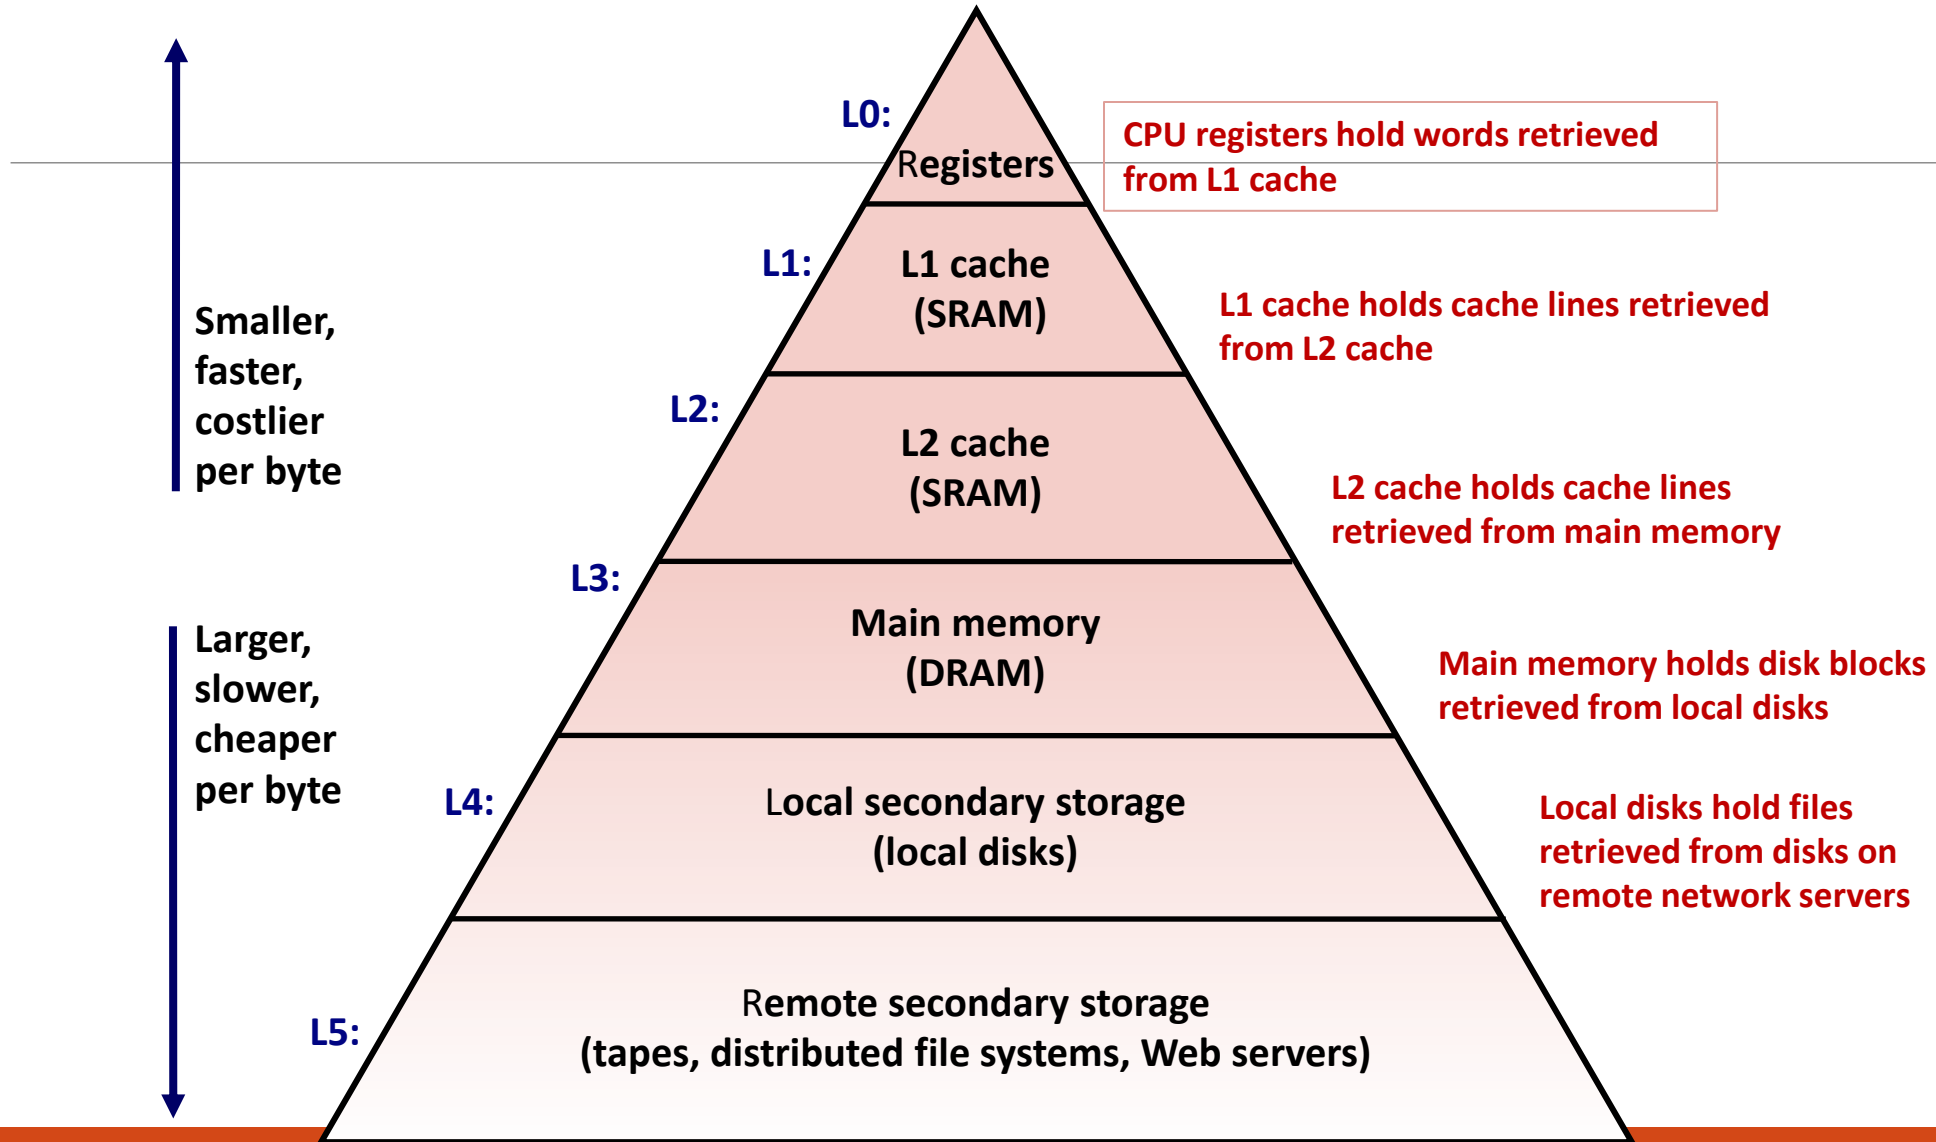 L0:
Registers
CPU registers hold words retrieved
from L1 cache
L1:
L1 cache
(SRAM)
L1 cache holds cache lines retrieved
from L2 cache
Smaller,
faster,
costlier
per byte
L2:
L2 cache
(SRAM)
L2 cache holds cache lines
retrieved from main memory
L3:
Main memory
(DRAM)
Main memory holds disk blocks
retrieved from local disks
Larger,
slower,
cheaper
per byte
L4:
Local secondary storage
(local disks)
Local disks hold files
retrieved from disks on
remote network servers
L5:
Remote secondary storage
(tapes, distributed file systems, Web servers)